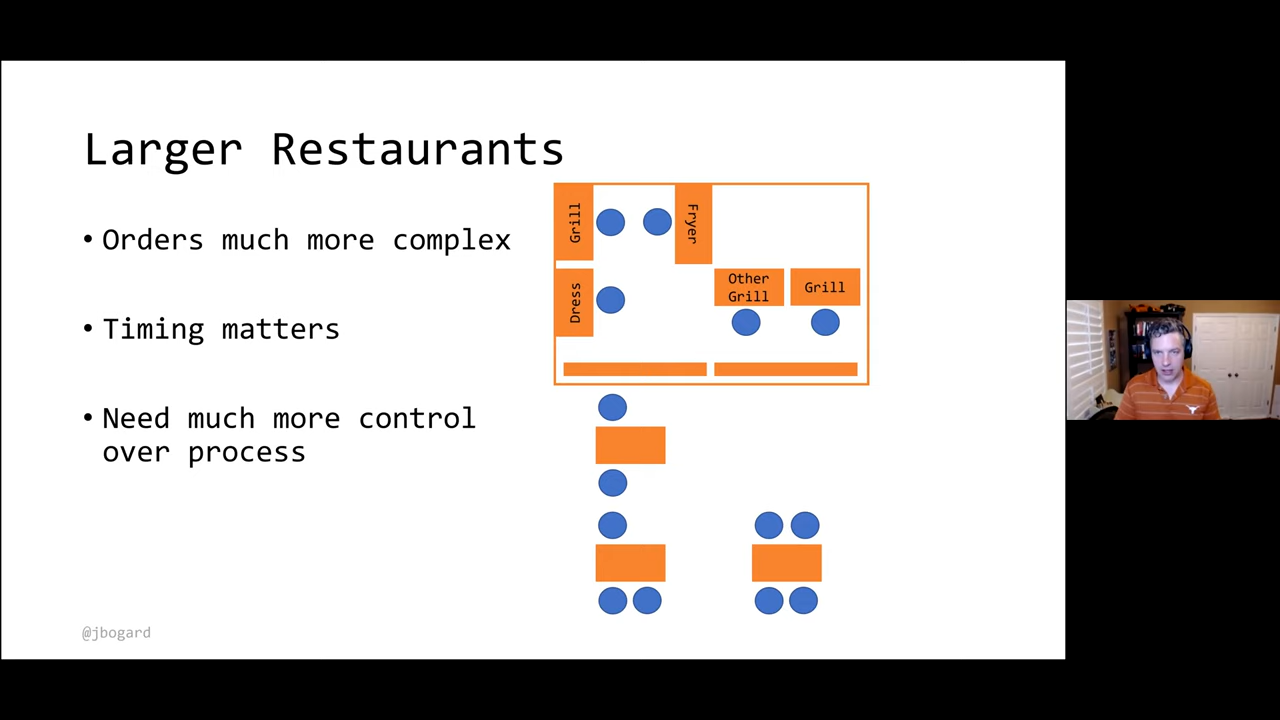 Larger Restaurants
• Orders much more complex
• Timing matters
• Need much more control
over process
Grill
Fryer
Dress
Other
Grill
Grill
@jbogard